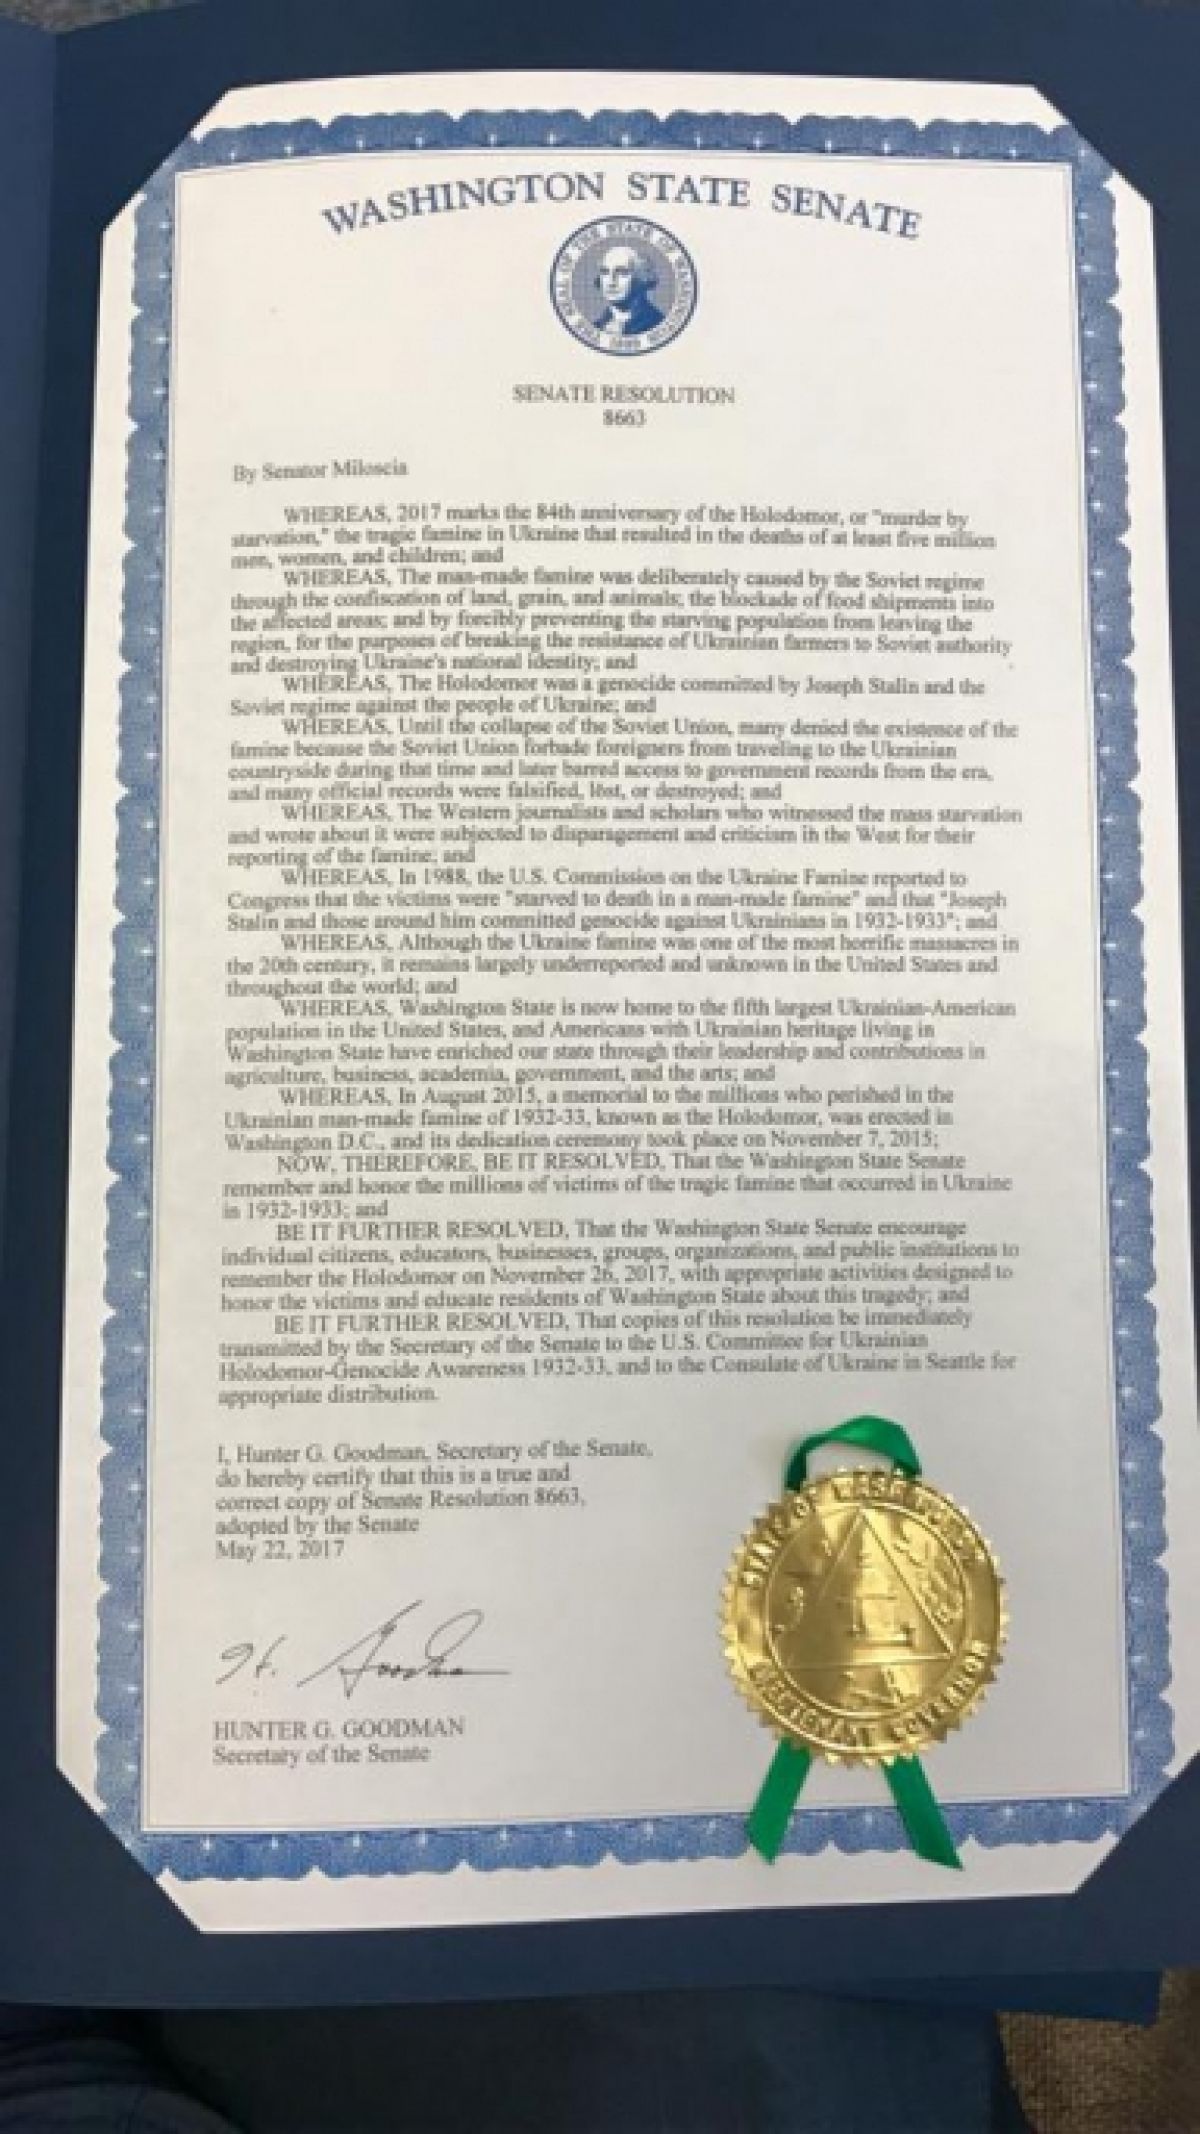 WASHINGTON STATE SENATE
THE SEAL OF THE STATE OF WASHINGTON
1889
SENATE RESOLUTION
8663
By Senator Miloscia
WHEREAS, 2017 marks the 84th anniversary of the Holodomor, or "murder by
starvation," the tragic famine in Ukraine that resulted in the deaths of at least five million
men, women, and children; and
WHEREAS, The man-made famine was deliberately caused by the Soviet regime
through the confiscation of land, grain, and animals; the blockade of food shipments into
the affected areas; and by forcibly preventing the starving population from leaving the
region, for the purposes of breaking the resistance of Ukrainian farmers to Soviet authority
and destroying Ukraine's national identity; and
WHEREAS, The Holodomor was a genocide committed by Joseph Stalin and the
Soviet regime against the people of Ukraine; and
WHEREAS, Until the collapse of the Soviet Union, many denied the existence of the
famine because the Soviet Union forbade foreigners from traveling to the Ukrainian
countryside during that time and later barred access to government records from the era,
and many official records were falsified, lost, or destroyed; and
WHEREAS, The Western journalists and scholars who witnessed the mass starvation
and wrote about it were subjected to disparagement and criticism in the West for their
reporting of the famine; and
WHEREAS, In 1988, the U.S. Commission on the Ukraine Famine reported to
Congress that the victims were "starved to death in a man-made famine" and that "Joseph
Stalin and those around him committed genocide against Ukrainians in 1932-1933"; and
WHEREAS, Although the Ukraine famine was one of the most horrific massacres in
the 20th century, it remains largely underreported and unknown in the United States and
throughout the world; and
WHEREAS, Washington State is now home to the fifth largest Ukrainian-American
population in the United States, and Americans with Ukrainian heritage living in
Washington State have enriched our state through their leadership and contributions in
agriculture, business, academia, government, and the arts; and
WHEREAS, In August 2015, a memorial to the millions who perished in the
Ukrainian man-made famine of 1932-33, known as the Holodomor, was erected in
Washington D.C., and its dedication ceremony took place on November 7, 2015;
NOW, THEREFORE, BE IT RESOLVED, That the Washington State Senate
remember and honor the millions of victims of the tragic famine that occurred in Ukraine
in 1932-1933; and
BE IT FURTHER RESOLVED, That the Washington State Senate encourage
individual citizens, educators, businesses, groups, organizations, and public institutions to
remember the Holodomor on November 26, 2017, with appropriate activities designed to
honor the victims and educate residents of Washington State about this tragedy; and
BE IT FURTHER RESOLVED, That copies of this resolution be immediately
transmitted by the Secretary of the Senate to the U.S. Committee for Ukrainian
Holodomor-Genocide Awareness 1932-33, and to the Consulate of Ukraine in Seattle for
appropriate distribution.
I, Hunter G. Goodman, Secretary of the Senate,
do hereby certify that this is a true and
correct copy of Senate Resolution 8663,
adopted by the Senate
May 22, 2017
H. Goodman
HUNTER G. GOODMAN
Secretary of the Senate
STATE OF WASHINGTON
LIEUTENANT GOVERNOR